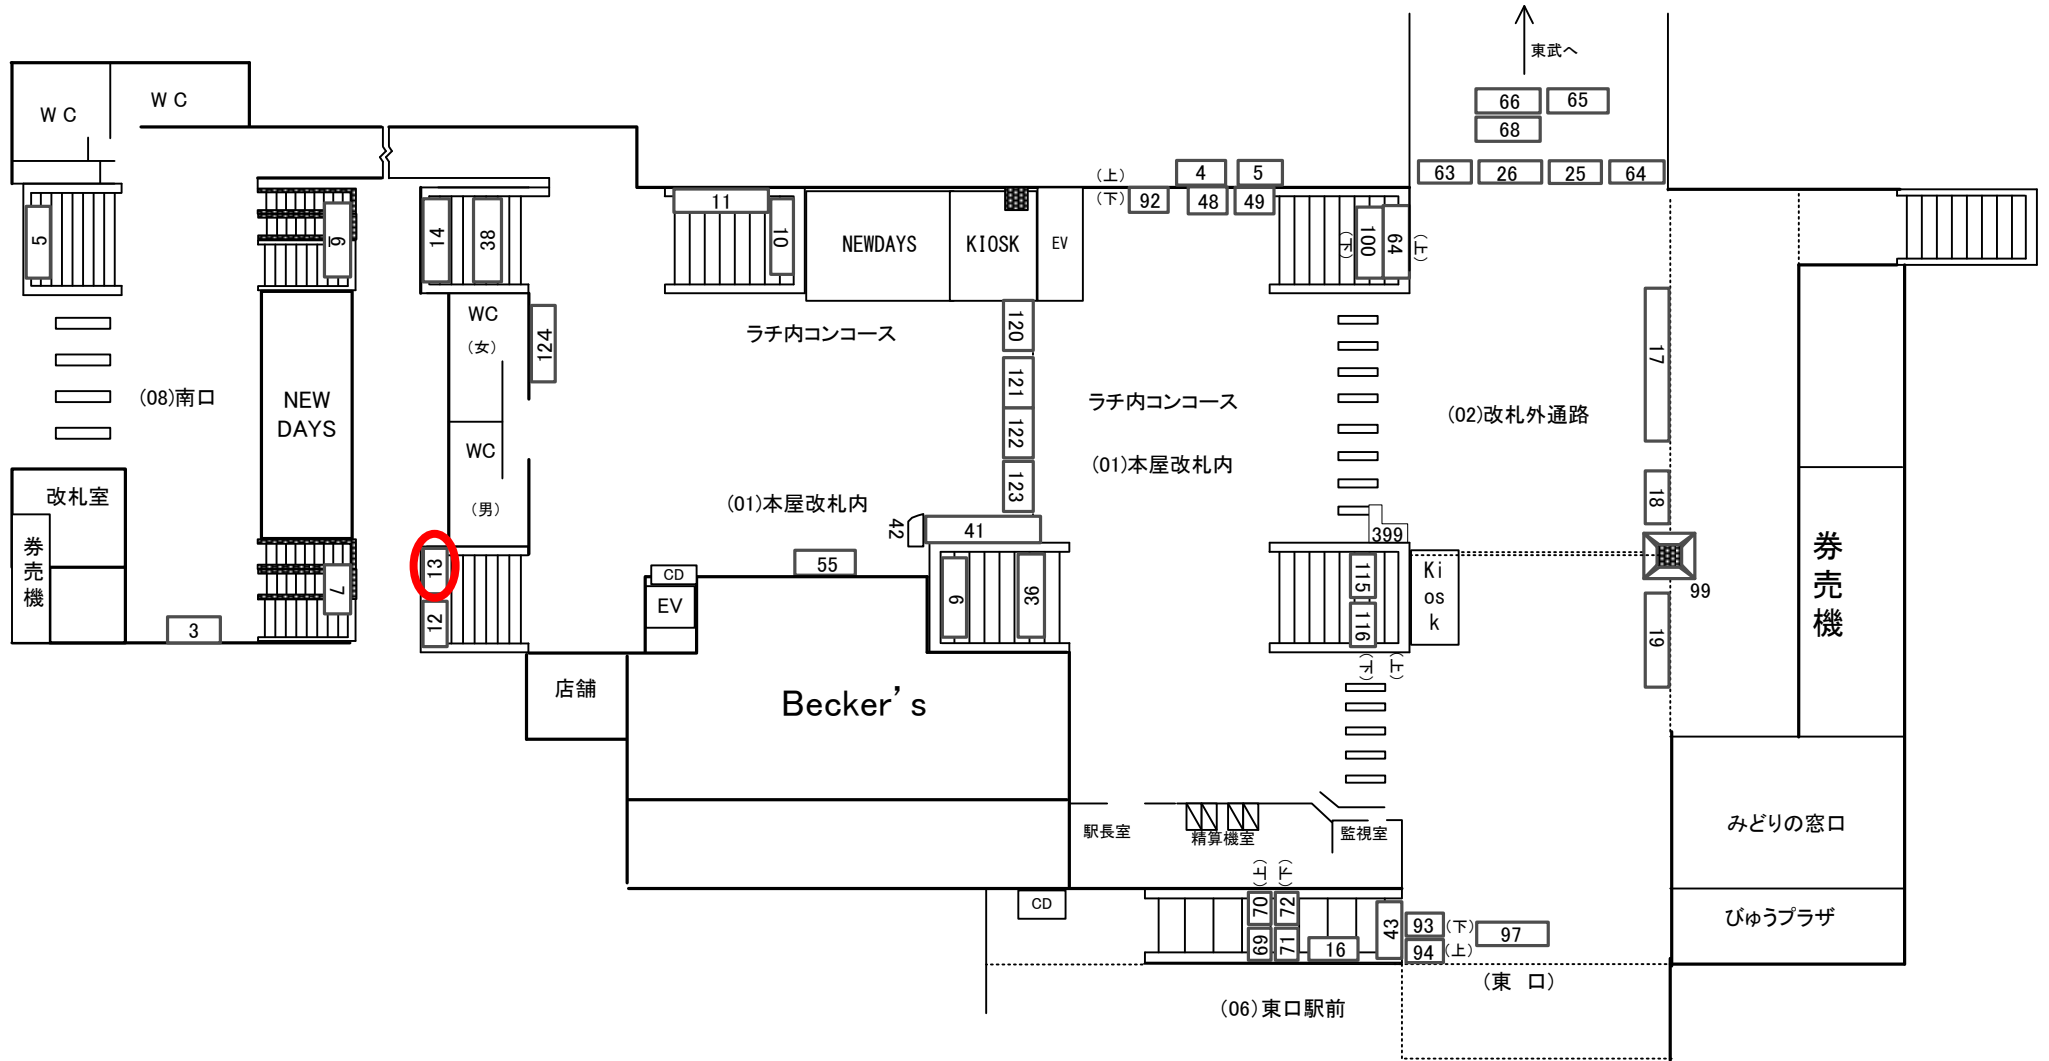 東武へ
66
65
68
63
26
25
64
WC
WC
(上)
4
5
(下)
92
48
49
5
6
14
38
11
10
NEWDAYS
KIOSK
EV
(下)
100
64
(上)
WC
(女)
124
ラチ内コンコース
120
121
122
123
ラチ内コンコース
(01)本屋改札内
17
(02)改札外通路
(08)南口
NEW
DAYS
WC
(男)
(01)本屋改札内
改札室
券売機
42
41
399
18
99
券売機
13
12
7
3
CD
EV
55
9
36
115
116
(下)
(上)
Ki
os
k
19
店舗
Becker's
駅長室
精算機室
監視室
みどりの窓口
びゅうプラザ
CD
(上)
(下)
70
72
69
71
16
43
93
(下)
94
(上)
97
(東 口)
(06)東口駅前